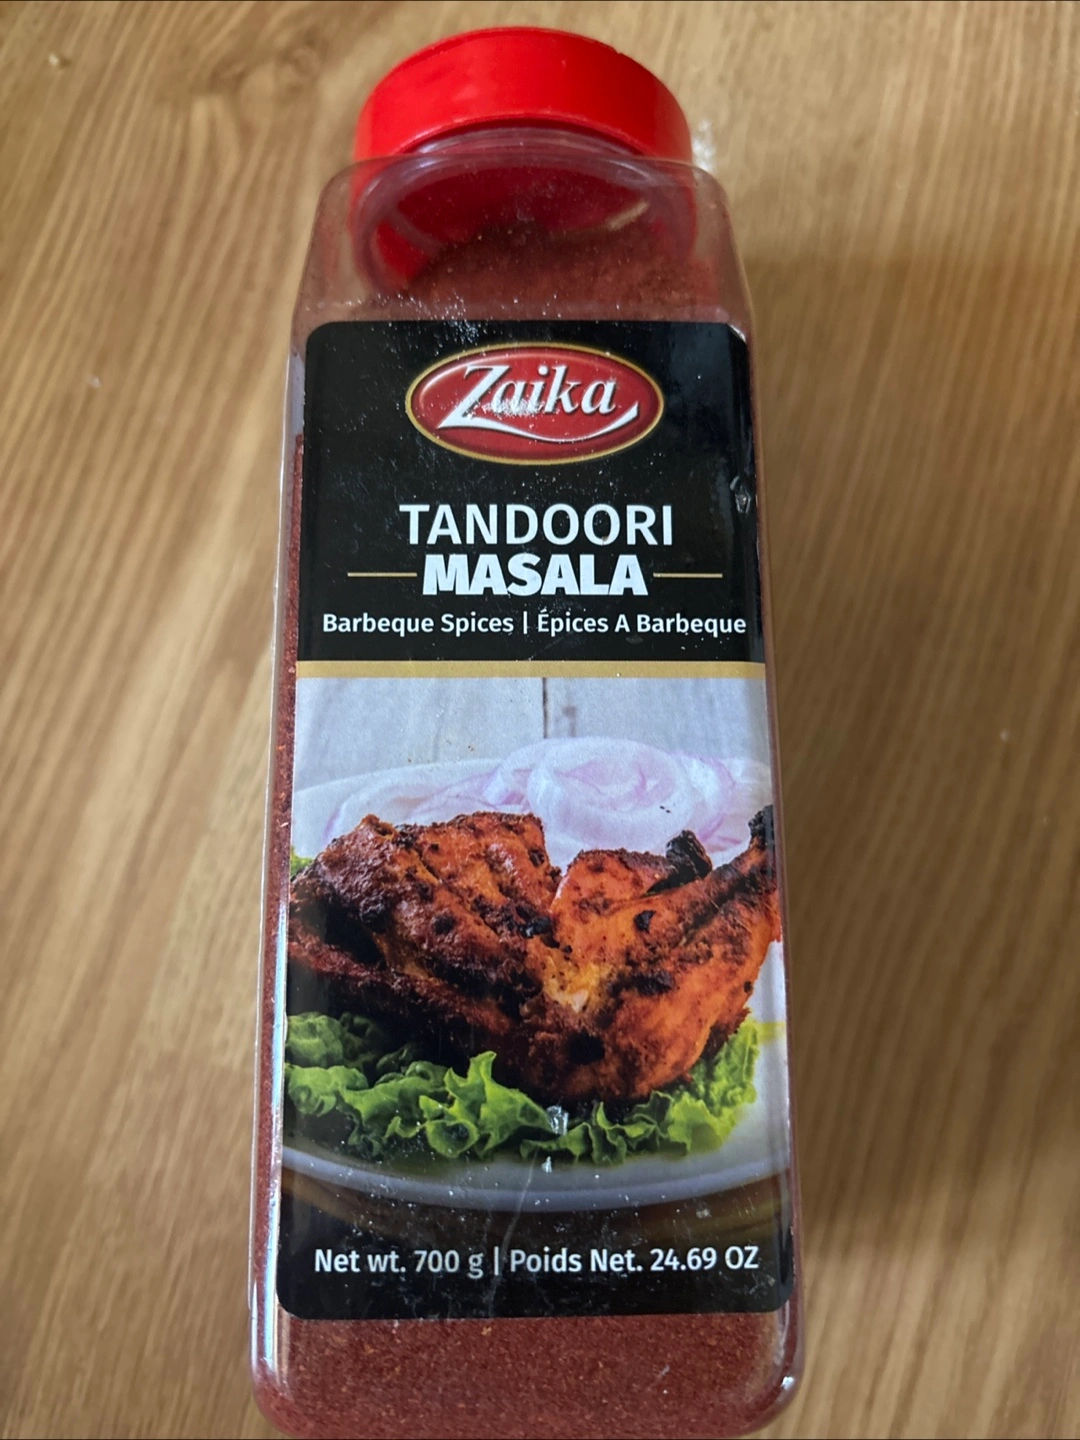 Zaika
TANDOORI
MASALA
Barbeque Spices | Épices A Barbeque
Net wt. 700 g | Poids Net. 24.69 OZ